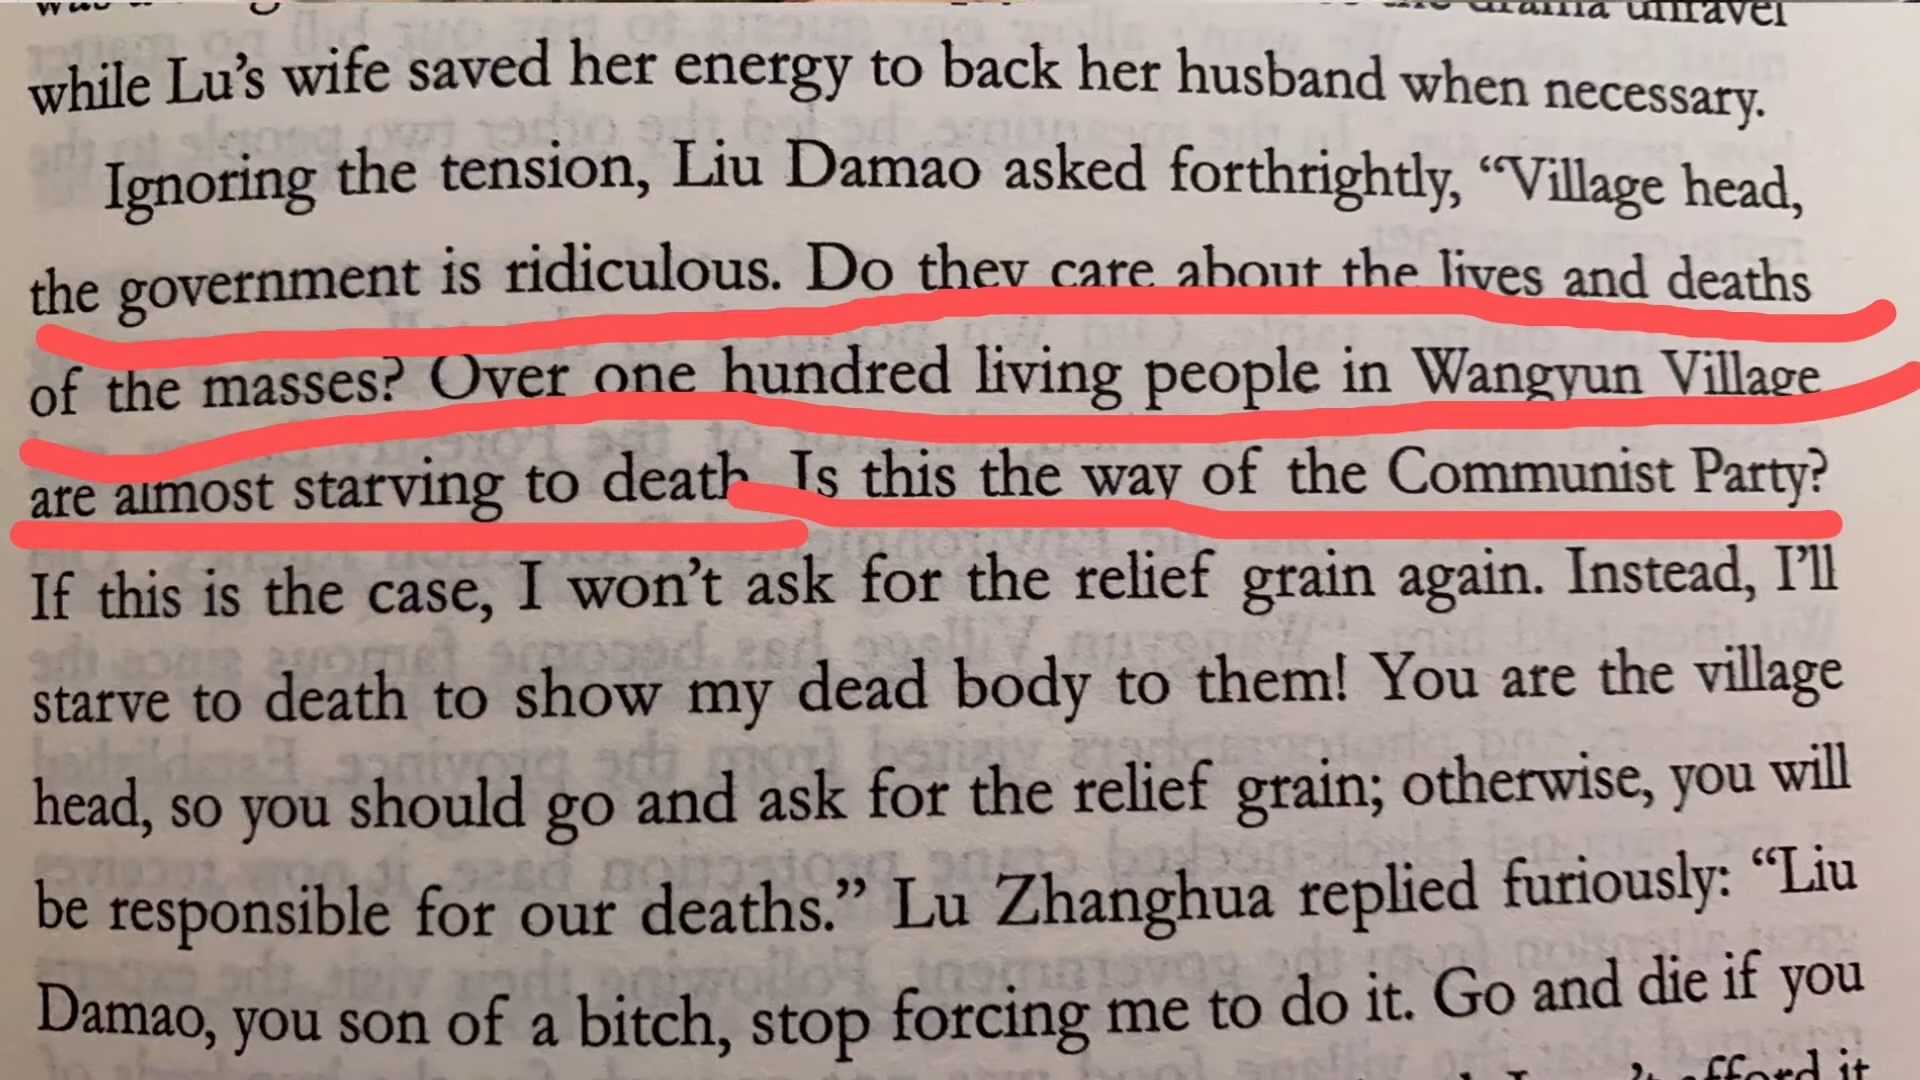 drama unravel
while Lu’s wife saved her energy to back her husband when necessary.
Ignoring the tension, Liu Damao asked forthrightly, “Village head,
the government is ridiculous. Do they care about the lives and deaths
of the masses? Over one hundred living people in Wangyun Village
are almost starving to death. Is this the way of the Communist Party?
If this is the case, I won’t ask for the relief grain again. Instead, I’ll
starve to death to show my dead body to them! You are the village
head, so you should go and ask for the relief grain; otherwise, you will
be responsible for our deaths.” Lu Zhanghua replied furiously: “Liu
Damao, you son of a bitch, stop forcing me to do it. Go and die if you
afford it